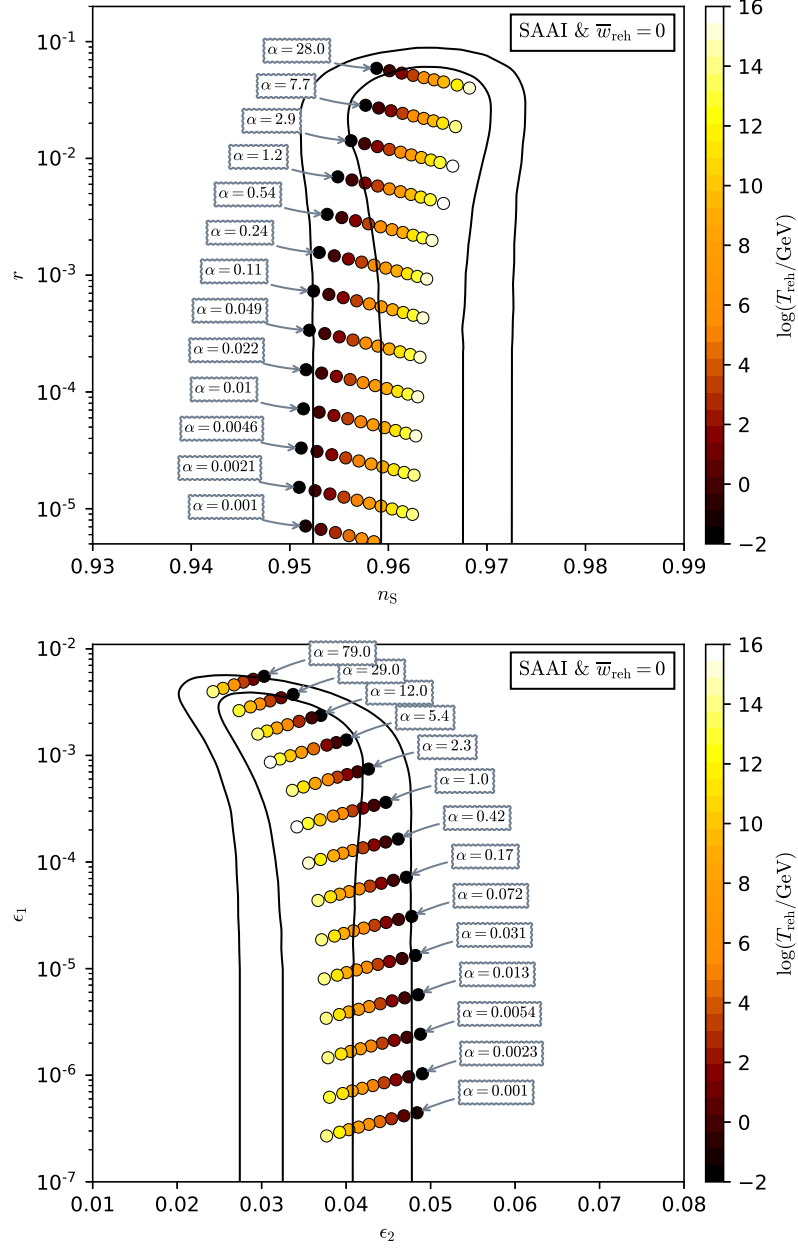 SAAI & w̅_reh = 0
10⁻¹
10⁻²
10⁻³
10⁻⁴
10⁻⁵
r
α = 28.0
α = 7.7
α = 2.9
α = 1.2
α = 0.54
α = 0.24
α = 0.11
α = 0.049
α = 0.022
α = 0.01
α = 0.0046
α = 0.0021
α = 0.001
0.93 0.94 0.95 0.96 0.97 0.98 0.99
n_S
16
14
12
10
8
6
4
2
0
−2
log(T_reh/GeV)
SAAI & w̅_reh = 0
10⁻²
10⁻³
10⁻⁴
10⁻⁵
10⁻⁶
10⁻⁷
ϵ₁
α = 79.0
α = 29.0
α = 12.0
α = 5.4
α = 2.3
α = 1.0
α = 0.42
α = 0.17
α = 0.072
α = 0.031
α = 0.013
α = 0.0054
α = 0.0023
α = 0.001
0.01 0.02 0.03 0.04 0.05 0.06 0.07 0.08
ϵ₂
16
14
12
10
8
6
4
2
0
−2
log(T_reh/GeV)